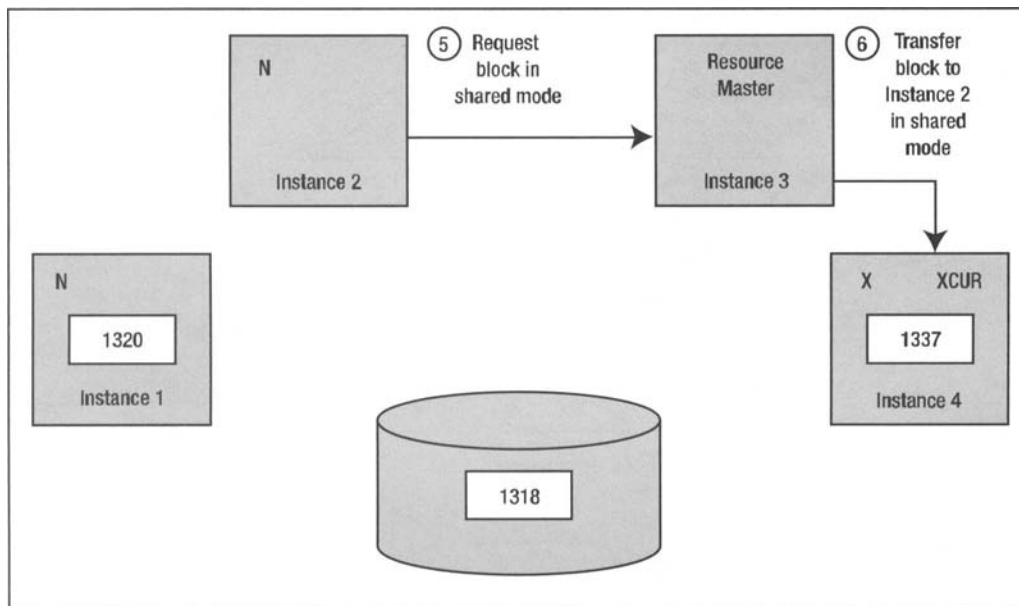 N
Instance 2
5 Request
block in
shared mode
Resource
Master
Instance 3
6 Transfer
block to
Instance 2
in shared
mode
N
1320
Instance 1
X XCUR
1337
Instance 4
1318